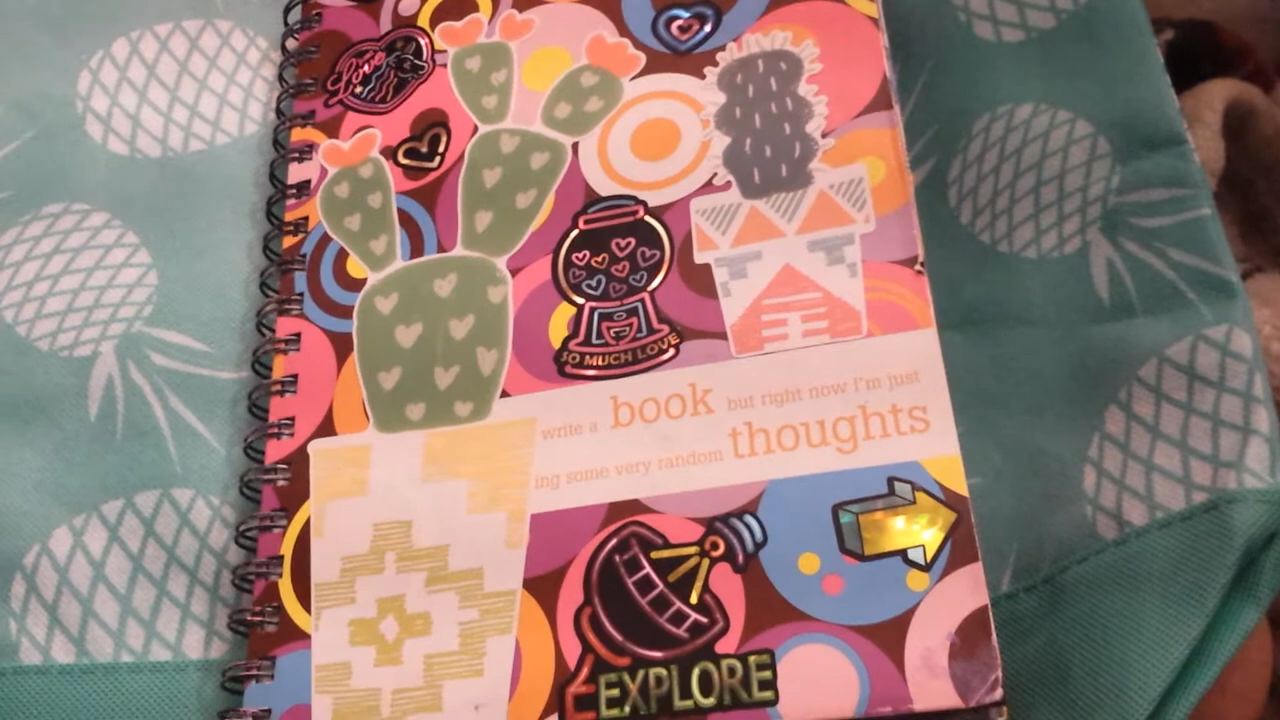 Love
SO MUCH LOVE
write a book but right now I'm just
ing some very random thoughts
EXPLORE